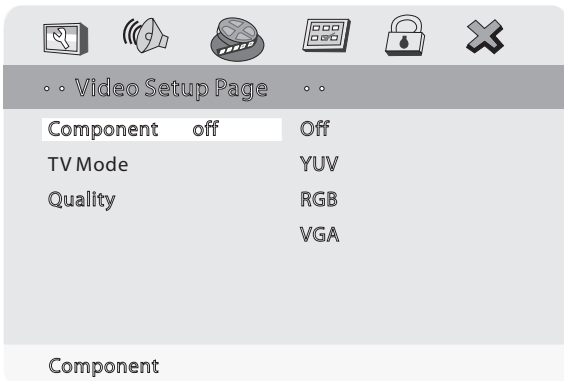 Video Setup Page
Component off Off
TV Mode YUV
Quality RGB
VGA
Component